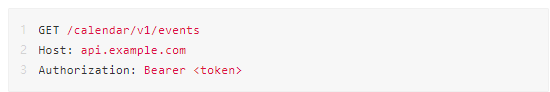 1 GET /calendar/v1/events
2 Host: api.example.com
3 Authorization: Bearer <token>